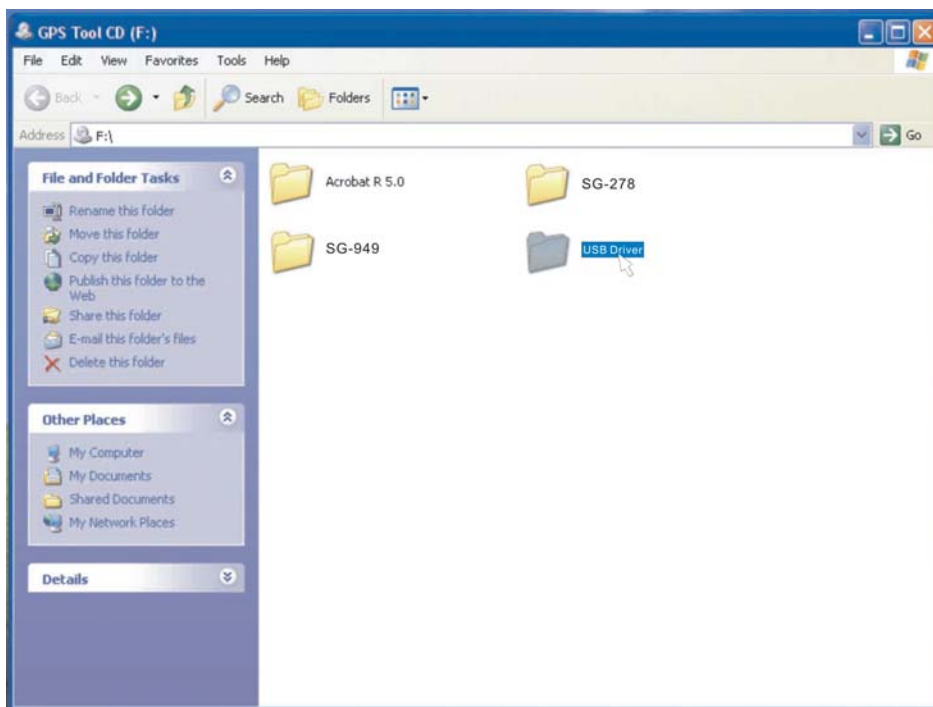 GPS Tool CD (F:)
File Edit View Favorites Tools Help
Back Search Folders
Address F:\ Go
File and Folder Tasks
Rename this folder
Move this folder
Copy this folder
Publish this folder to the
Web
Share this folder
E-mail this folder's files
Delete this folder
Other Places
My Computer
My Documents
Shared Documents
My Network Places
Details
Acrobat R 5.0 SG-278
SG-949 USB Driver